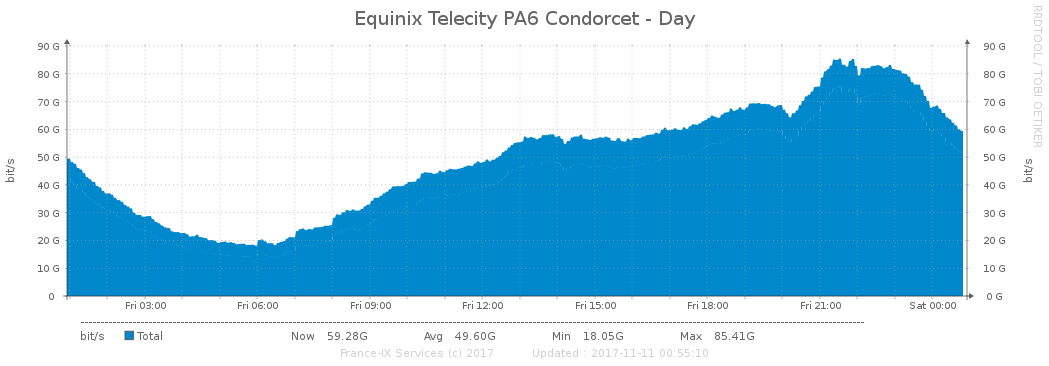 Equinix Telecity PA6 Condorcet - Day
RRDTOOL / TOBI OETIKER
bit/s
90 G
80 G
70 G
60 G
50 G
40 G
30 G
20 G
10 G
0
90 G
80 G
70 G
60 G
50 G
40 G
30 G
20 G
10 G
0 G
bit/s
Fri 03:00 Fri 06:00 Fri 09:00 Fri 12:00 Fri 15:00 Fri 18:00 Fri 21:00 Sat 00:00
bit/s Total Now 59.28G Avg 49.60G Min 18.05G Max 85.41G
France-IX Services (c) 2017 Updated : 2017-11-11 00:55:10